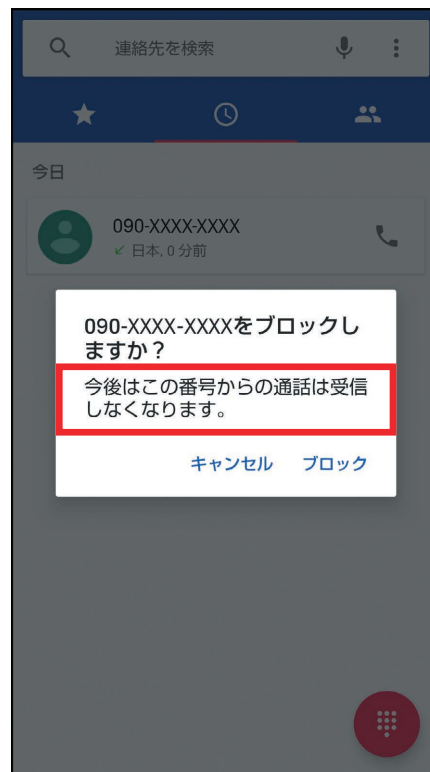 連絡先を検索
今日
090-XXXX-XXXX
日本, 0 分前
090-XXXX-XXXXをブロックし
ますか？
今後はこの番号からの通話は受信
しなくなります。
キャンセル ブロック